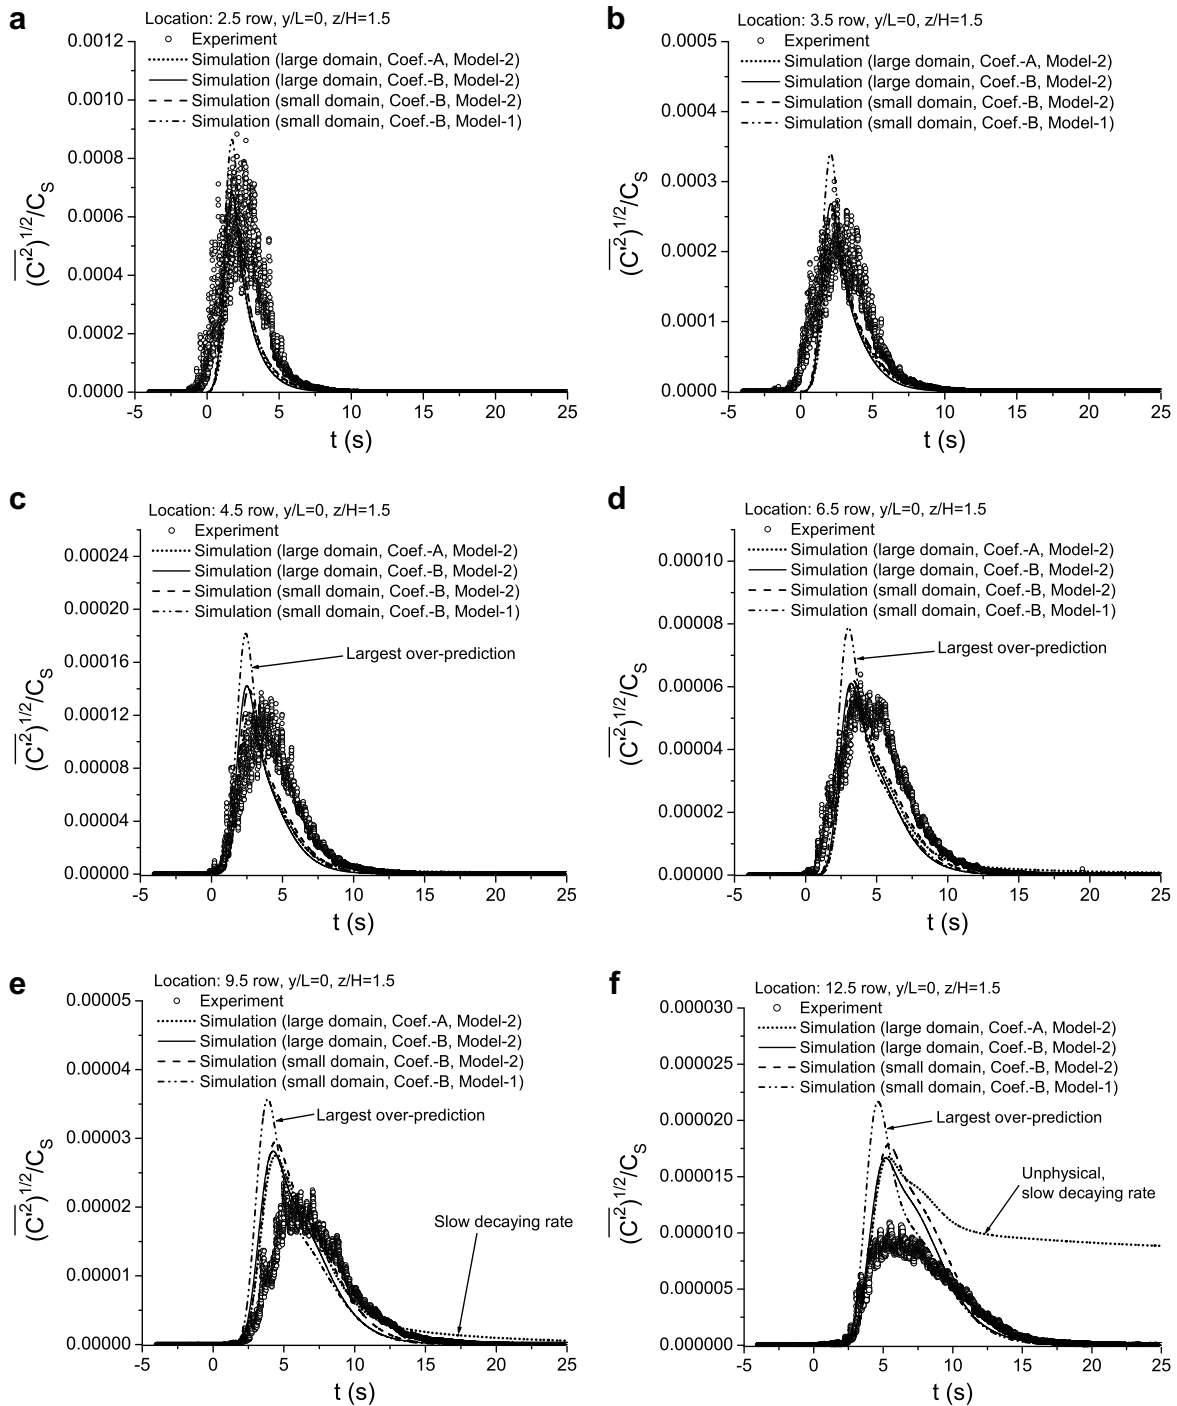 a
Location: 2.5 row, y/L=0, z/H=1.5
Experiment
Simulation (large domain, Coef.-A, Model-2)
Simulation (large domain, Coef.-B, Model-2)
Simulation (small domain, Coef.-B, Model-2)
Simulation (small domain, Coef.-B, Model-1)
0.0012
0.0010
0.0008
0.0006
0.0004
0.0002
0.0000
(C'²)^1/2/C_S
-5 0 5 10 15 20 25
t (s)
b
Location: 3.5 row, y/L=0, z/H=1.5
Experiment
Simulation (large domain, Coef.-A, Model-2)
Simulation (large domain, Coef.-B, Model-2)
Simulation (small domain, Coef.-B, Model-2)
Simulation (small domain, Coef.-B, Model-1)
0.0005
0.0004
0.0003
0.0002
0.0001
0.0000
(C'²)^1/2/C_S
-5 0 5 10 15 20 25
t (s)
c
Location: 4.5 row, y/L=0, z/H=1.5
Experiment
Simulation (large domain, Coef.-A, Model-2)
Simulation (large domain, Coef.-B, Model-2)
Simulation (small domain, Coef.-B, Model-2)
Simulation (small domain, Coef.-B, Model-1)
Largest over-prediction
0.00024
0.00020
0.00016
0.00012
0.00008
0.00004
0.00000
(C'²)^1/2/C_S
-5 0 5 10 15 20 25
t (s)
d
Location: 6.5 row, y/L=0, z/H=1.5
Experiment
Simulation (large domain, Coef.-A, Model-2)
Simulation (large domain, Coef.-B, Model-2)
Simulation (small domain, Coef.-B, Model-2)
Simulation (small domain, Coef.-B, Model-1)
Largest over-prediction
0.00010
0.00008
0.00006
0.00004
0.00002
0.00000
(C'²)^1/2/C_S
-5 0 5 10 15 20 25
t (s)
e
Location: 9.5 row, y/L=0, z/H=1.5
Experiment
Simulation (large domain, Coef.-A, Model-2)
Simulation (large domain, Coef.-B, Model-2)
Simulation (small domain, Coef.-B, Model-2)
Simulation (small domain, Coef.-B, Model-1)
Largest over-prediction
Slow decaying rate
0.00005
0.00004
0.00003
0.00002
0.00001
0.00000
(C'²)^1/2/C_S
-5 0 5 10 15 20 25
t (s)
f
Location: 12.5 row, y/L=0, z/H=1.5
Experiment
Simulation (large domain, Coef.-A, Model-2)
Simulation (large domain, Coef.-B, Model-2)
Simulation (small domain, Coef.-B, Model-2)
Simulation (small domain, Coef.-B, Model-1)
Largest over-prediction
Unphysical,
slow decaying rate
0.000030
0.000025
0.000020
0.000015
0.000010
0.000005
0.000000
(C'²)^1/2/C_S
-5 0 5 10 15 20 25
t (s)